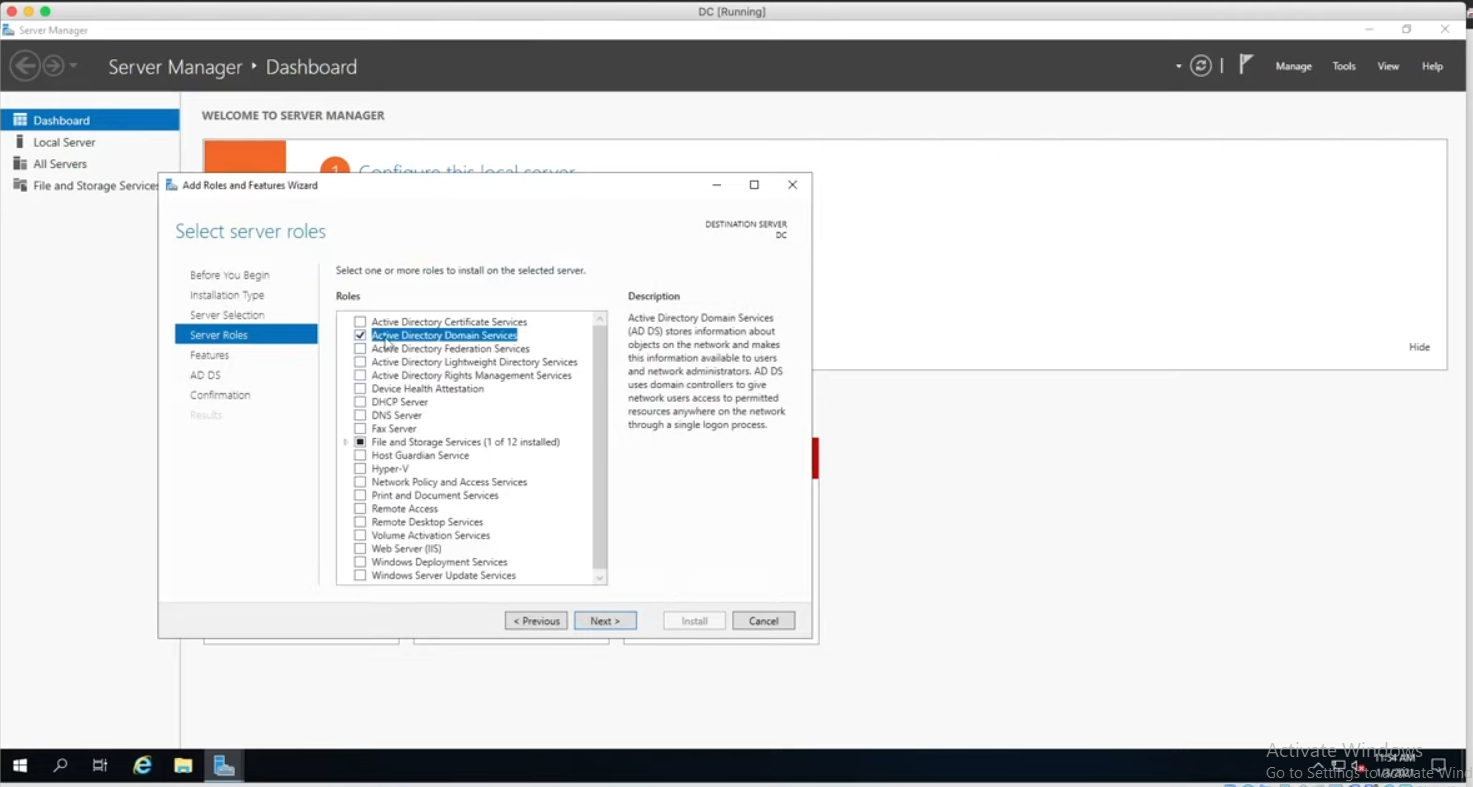 DC [Running]
Server Manager
Server Manager ‣ Dashboard
Manage Tools View Help
Dashboard
Local Server
All Servers
File and Storage Services
WELCOME TO SERVER MANAGER
1 Configure this local server
Hide
Add Roles and Features Wizard
Select server roles
DESTINATION SERVER
DC
Before You Begin
Installation Type
Server Selection
Server Roles
Features
AD DS
Confirmation
Results
Select one or more roles to install on the selected server.
Roles
Active Directory Certificate Services
Active Directory Domain Services
Active Directory Federation Services
Active Directory Lightweight Directory Services
Active Directory Rights Management Services
Device Health Attestation
DHCP Server
DNS Server
Fax Server
File and Storage Services (1 of 12 installed)
Host Guardian Service
Hyper-V
Network Policy and Access Services
Print and Document Services
Remote Access
Remote Desktop Services
Volume Activation Services
Web Server (IIS)
Windows Deployment Services
Windows Server Update Services
Description
Active Directory Domain Services
(AD DS) stores information about
objects on the network and makes
this information available to users
and network administrators. AD DS
uses domain controllers to give
network users access to permitted
resources anywhere on the network
through a single logon process.
< Previous
Next >
Install
Cancel
Activate Windows
Go to Settings to activate Wind
11:54 AM